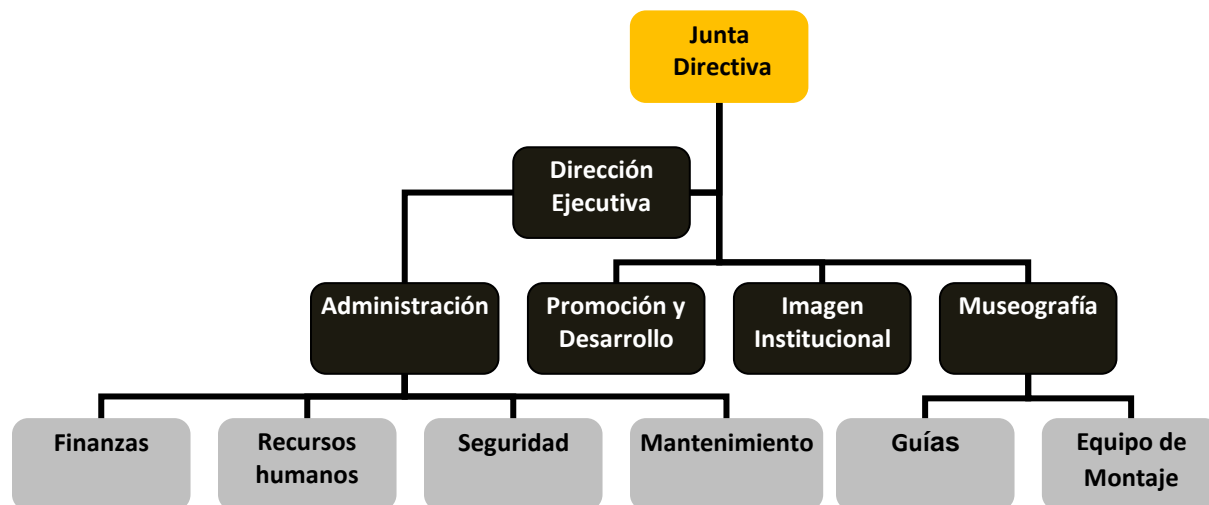 Junta
Directiva
Dirección
Ejecutiva
Administración
Promoción y
Desarrollo
Imagen
Institucional
Museografía
Finanzas
Recursos
humanos
Seguridad
Mantenimiento
Guías
Equipo de
Montaje